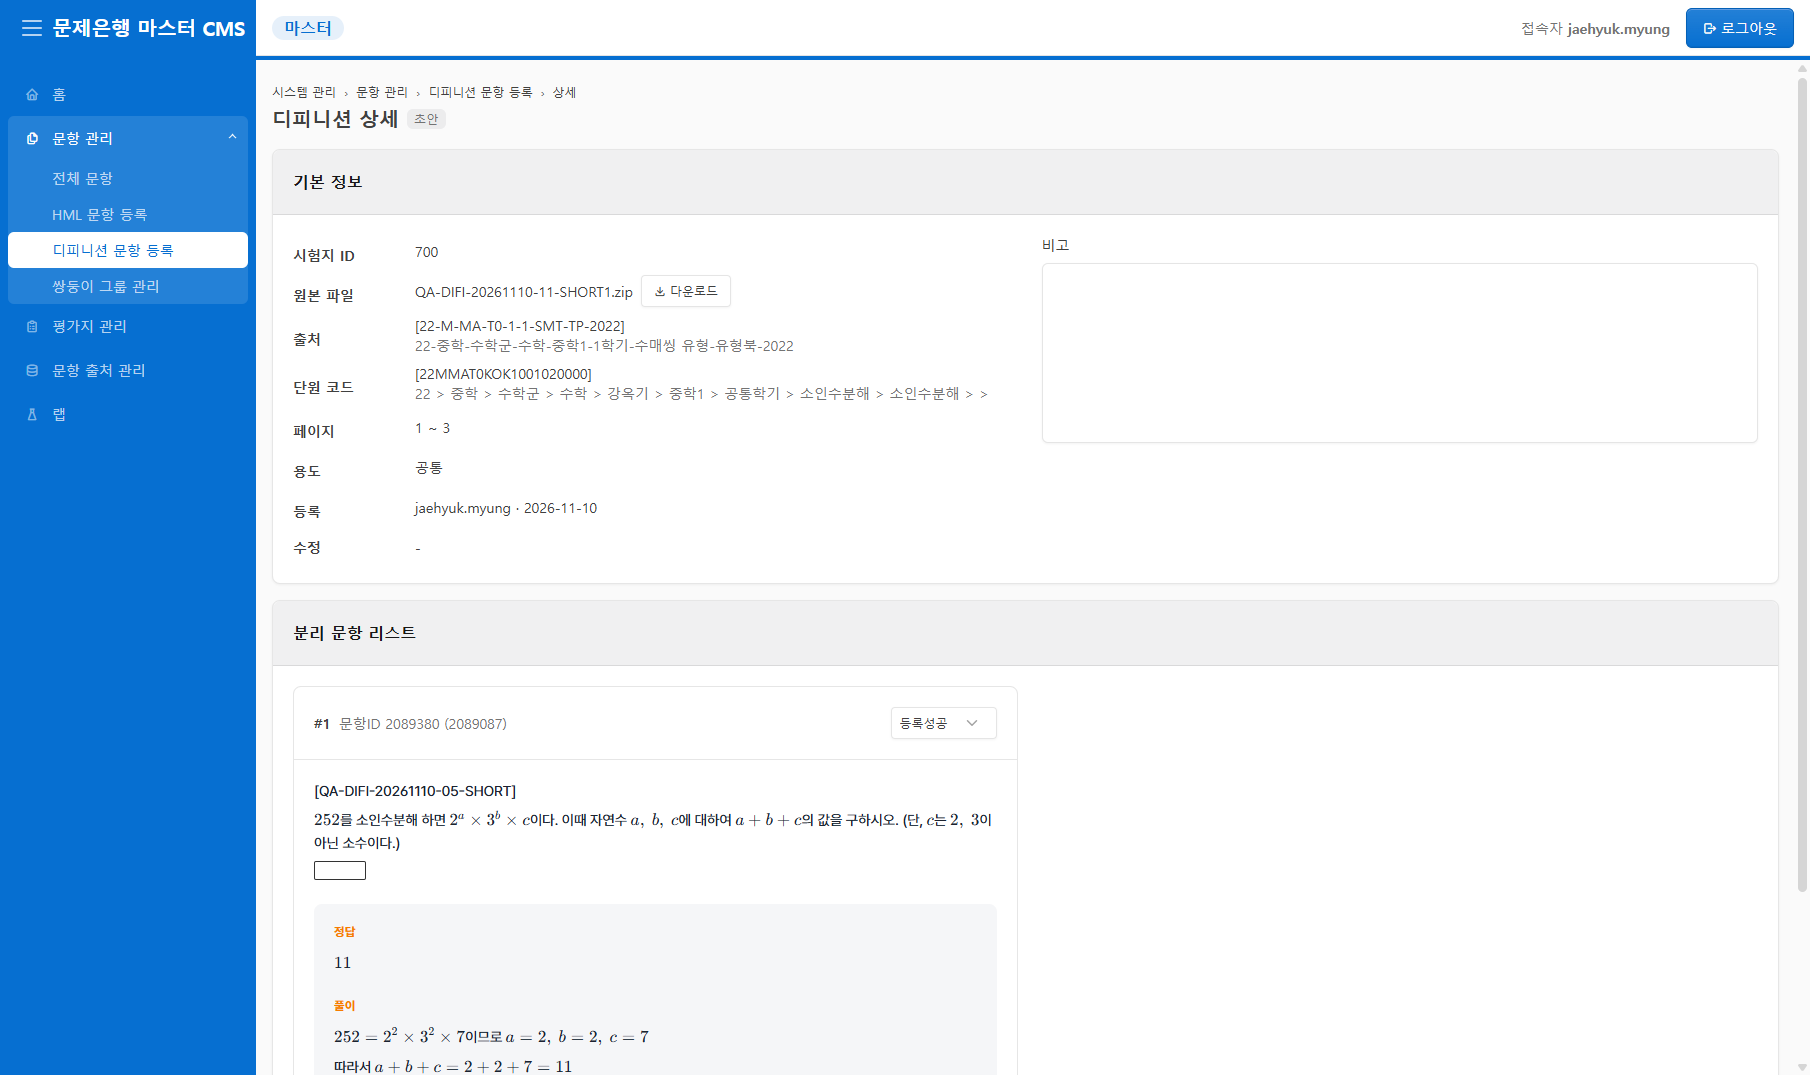 문제은행 마스터 CMS
홈
문항 관리
전체 문항
HML 문항 등록
디피니션 문항 등록
쌍둥이 그룹 관리
평가지 관리
문항 출처 관리
랩
마스터
접속자 jaehyuk.myung
로그아웃
시스템 관리 › 문항 관리 › 디피니션 문항 등록 › 상세
디피니션 상세 초안
기본 정보
시험지 ID 700
원본 파일 QA-DIFI-20261110-11-SHORT1.zip 다운로드
출처 [22-M-MA-T0-1-1-SMT-TP-2022]
22-중학-수학군-수학-중학1-1학기-수매씽 유형-유형북-2022
단원 코드 [22MMAT0KOK1001020000]
22 > 중학 > 수학군 > 수학 > 강옥기 > 중학1 > 공통학기 > 소인수분해 > 소인수분해 > >
페이지 1 ~ 3
용도 공통
등록 jaehyuk.myung · 2026-11-10
수정 -
비고
분리 문항 리스트
#1 문항ID 2089380 (2089087)
등록성공
[QA-DIFI-20261110-05-SHORT]
252를 소인수분해 하면 2^a × 3^b × c이다. 이때 자연수 a, b, c에 대하여 a + b + c의 값을 구하시오. (단, c는 2, 3이
아닌 소수이다.)
정답
11
풀이
252 = 2² × 3² × 7이므로 a = 2, b = 2, c = 7
따라서 a + b + c = 2 + 2 + 7 = 11